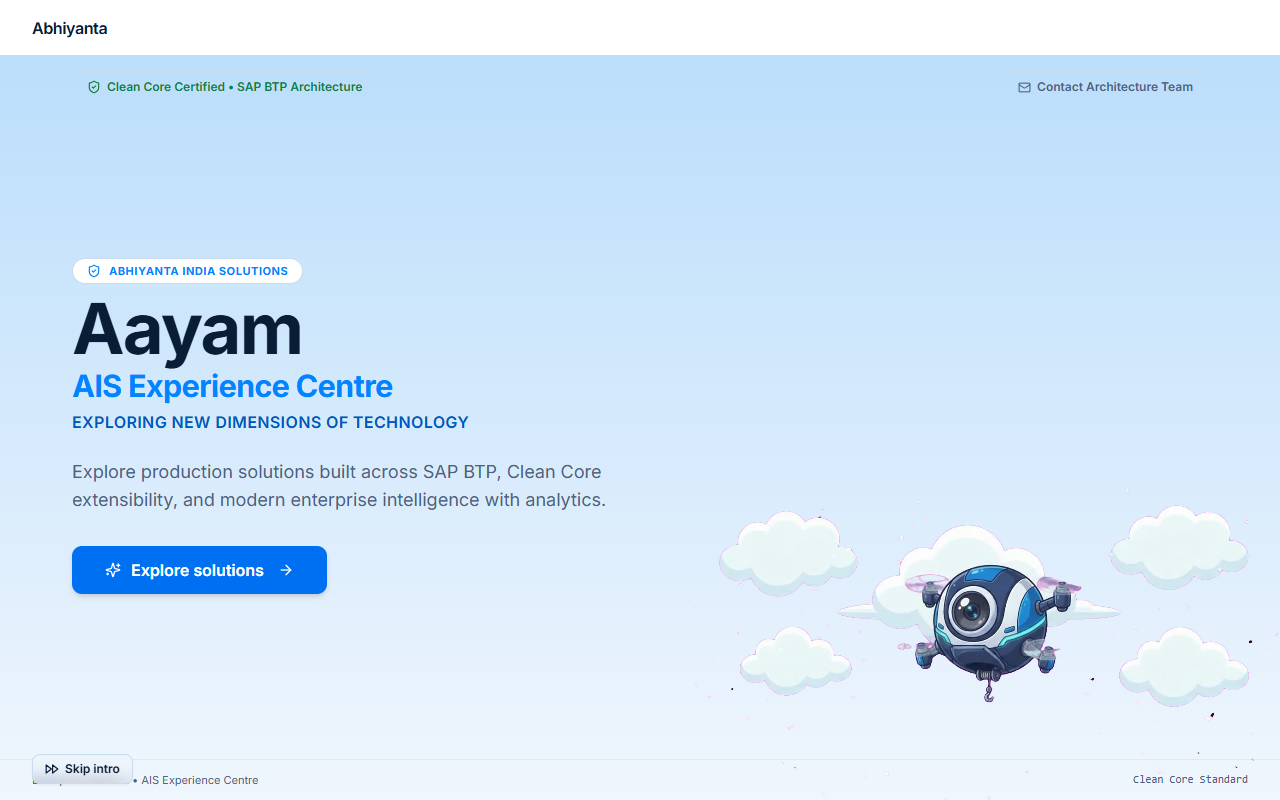 Abhiyanta
Clean Core Certified • SAP BTP Architecture
Contact Architecture Team
ABHIYANTA INDIA SOLUTIONS
Aayam
AIS Experience Centre
EXPLORING NEW DIMENSIONS OF TECHNOLOGY
Explore production solutions built across SAP BTP, Clean Core
extensibility, and modern enterprise intelligence with analytics.
Explore solutions
Skip intro
• AIS Experience Centre
Clean Core Standard